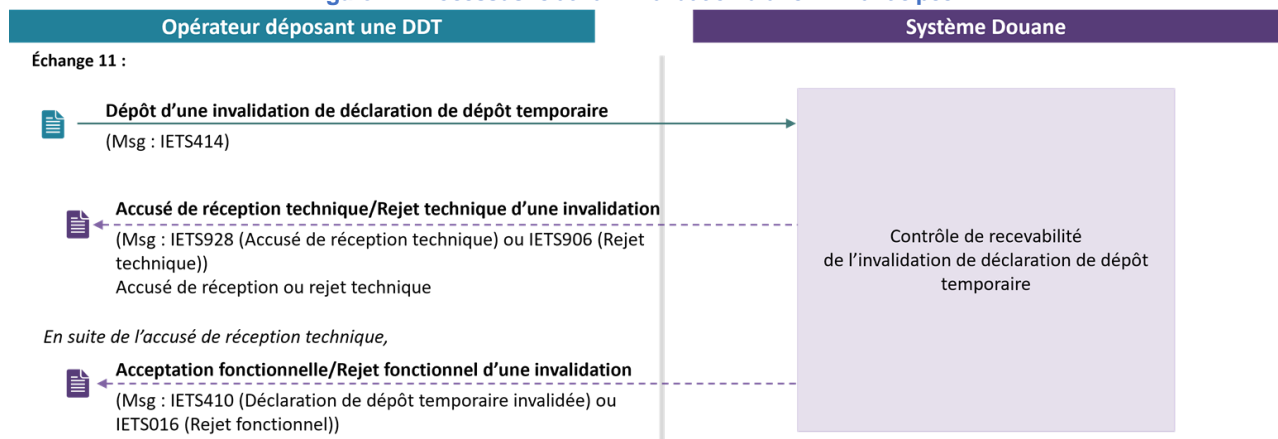 Opérateur déposant une DDT
Système Douane
Échange 11 :
Dépôt d’une invalidation de déclaration de dépôt temporaire
(Msg : IETS414)
Accusé de réception technique/Rejet technique d’une invalidation
(Msg : IETS928 (Accusé de réception technique) ou IETS906 (Rejet
technique))
Accusé de réception ou rejet technique
Contrôle de recevabilité
de l’invalidation de déclaration de dépôt
temporaire
En suite de l’accusé de réception technique,
Acceptation fonctionnelle/Rejet fonctionnel d’une invalidation
(Msg : IETS410 (Déclaration de dépôt temporaire invalidée) ou
IETS016 (Rejet fonctionnel))